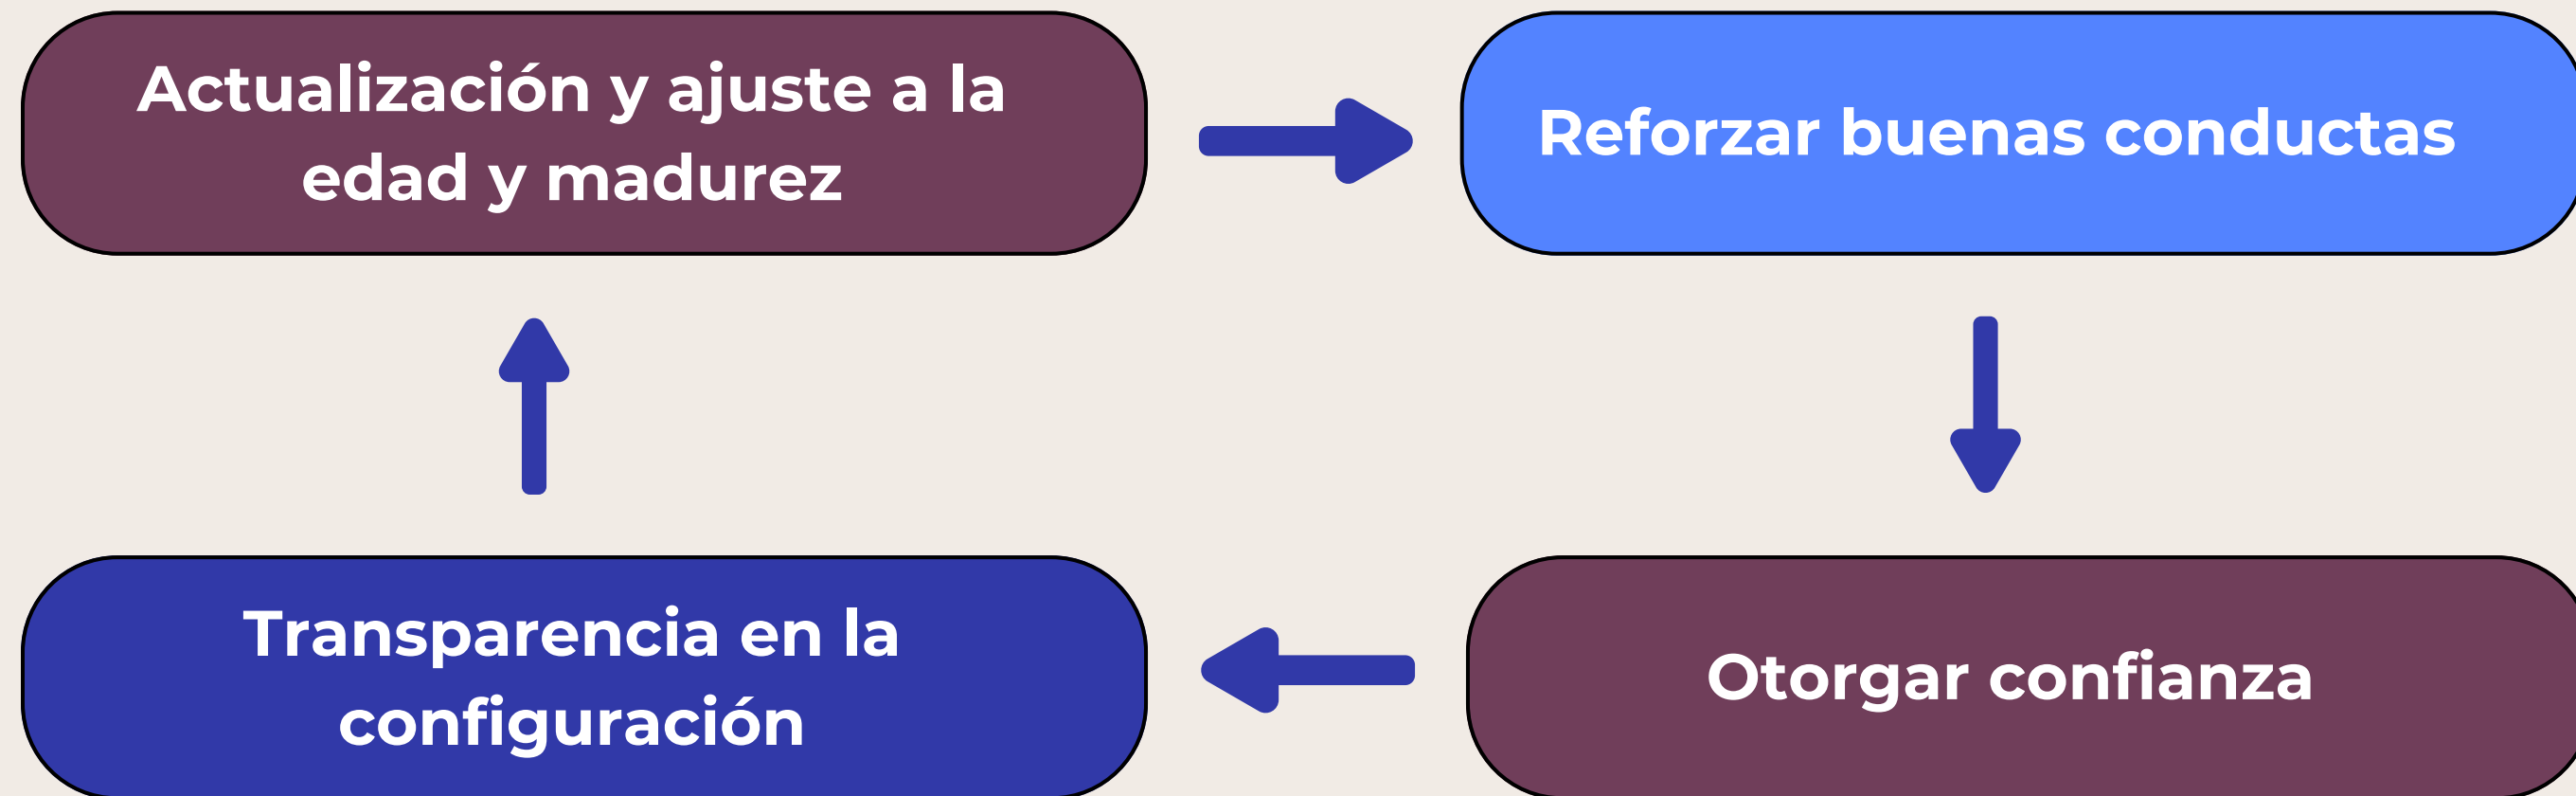 Actualización y ajuste a la
edad y madurez
Reforzar buenas conductas
Transparencia en la
configuración
Otorgar confianza